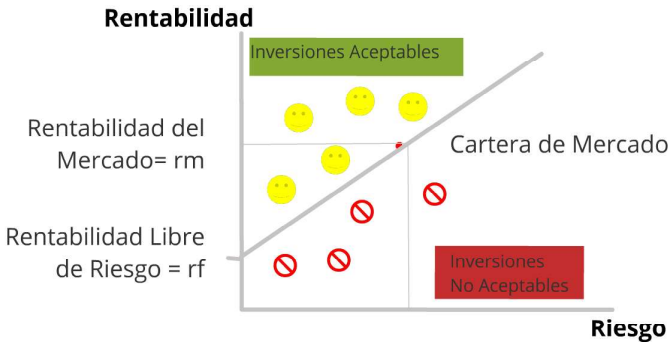 Rentabilidad
Inversiones Aceptables
Rentabilidad del
Mercado= rm
Cartera de Mercado
Rentabilidad Libre
de Riesgo = rf
Inversiones
No Aceptables
Riesgo